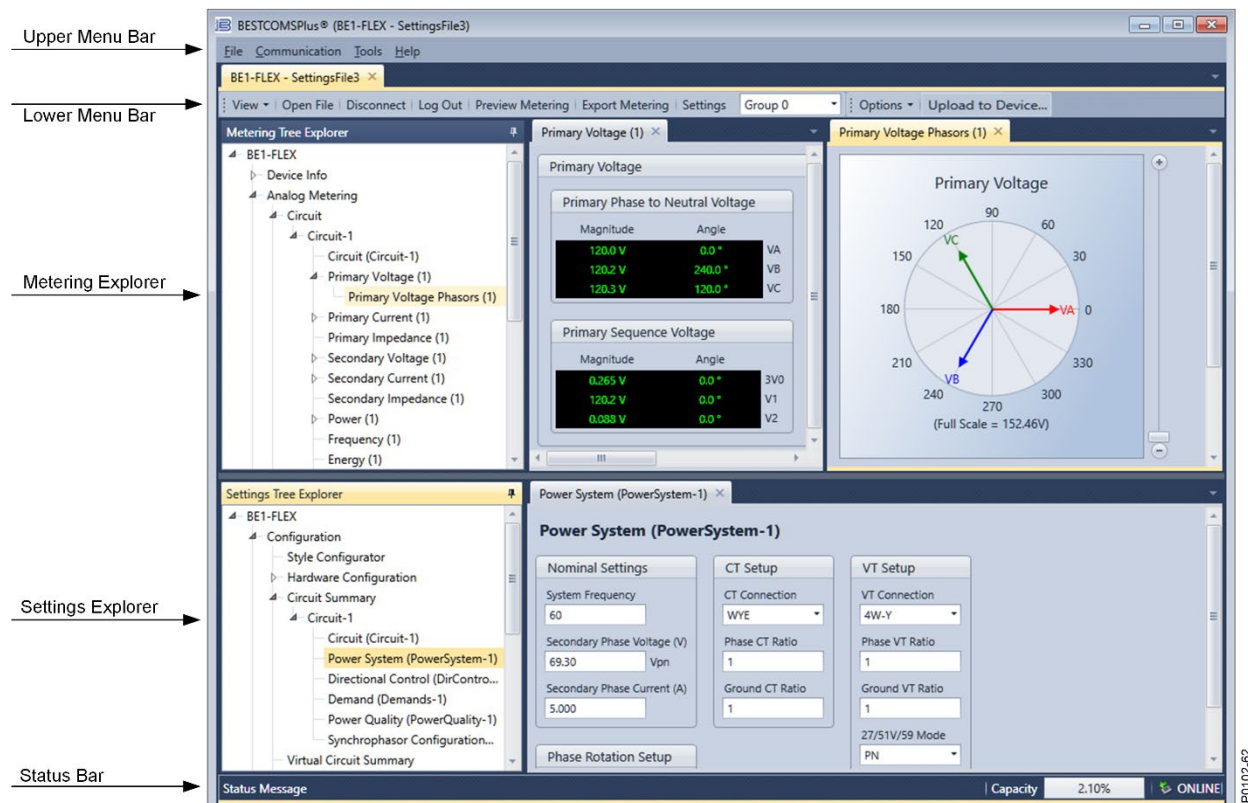 BESTCOMSPlus® (BE1-FLEX - SettingsFile3)
Upper Menu Bar
File Communication Tools Help
BE1-FLEX - SettingsFile3
Lower Menu Bar
View Open File Disconnect Log Out Preview Metering Export Metering Settings Group 0 Options Upload to Device...
Metering Tree Explorer
BE1-FLEX
Device Info
Analog Metering
Circuit
Circuit-1
Circuit (Circuit-1)
Primary Voltage (1)
Primary Voltage Phasors (1)
Primary Current (1)
Primary Impedance (1)
Secondary Voltage (1)
Secondary Current (1)
Secondary Impedance (1)
Power (1)
Frequency (1)
Energy (1)
Metering Explorer
Primary Voltage (1)
Primary Voltage
Primary Phase to Neutral Voltage
Magnitude Angle
120.0 V 0.0 ° VA
120.2 V 240.0 ° VB
120.3 V 120.0 ° VC
Primary Sequence Voltage
Magnitude Angle
0.265 V 0.0 ° 3V0
120.2 V 0.0 ° V1
0.088 V 0.0 ° V2
Primary Voltage Phasors (1)
Primary Voltage
90
120 60
VC
150 30
180 VA 0
210 330
VB
240 300
270
(Full Scale = 152.46V)
Settings Tree Explorer
BE1-FLEX
Configuration
Style Configurator
Hardware Configuration
Circuit Summary
Circuit-1
Circuit (Circuit-1)
Power System (PowerSystem-1)
Directional Control (DirContro...
Demand (Demands-1)
Power Quality (PowerQuality-1)
Synchrophasor Configuration...
Virtual Circuit Summary
Settings Explorer
Power System (PowerSystem-1)
Power System (PowerSystem-1)
Nominal Settings
System Frequency
60
Secondary Phase Voltage (V)
69.30 Vpn
Secondary Phase Current (A)
5.000
Phase Rotation Setup
CT Setup
CT Connection
WYE
Phase CT Ratio
1
Ground CT Ratio
1
VT Setup
VT Connection
4W-Y
Phase VT Ratio
1
Ground VT Ratio
1
27/51V/59 Mode
PN
Status Bar
Status Message Capacity 2.10% ONLINE
P0102-62